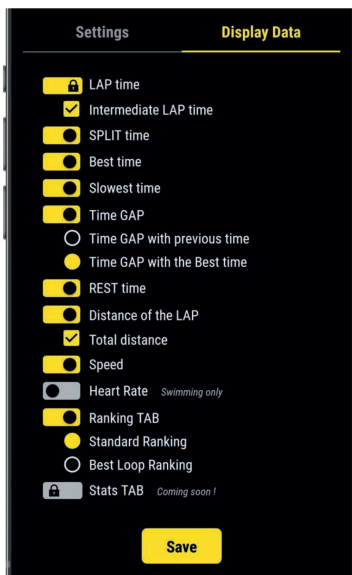 Settings
Display Data
LAP time
Intermediate LAP time
SPLIT time
Best time
Slowest time
Time GAP
Time GAP with previous time
Time GAP with the Best time
REST time
Distance of the LAP
Total distance
Speed
Heart Rate Swimming only
Ranking TAB
Standard Ranking
Best Loop Ranking
Stats TAB Coming soon !
Save